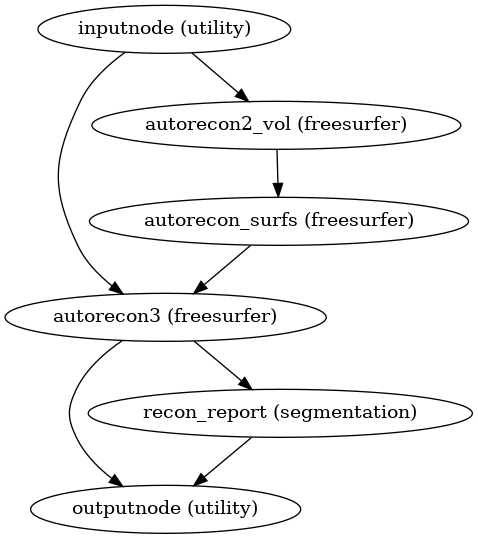 inputnode (utility)
autorecon2_vol (freesurfer)
autorecon_surfs (freesurfer)
autorecon3 (freesurfer)
recon_report (segmentation)
outputnode (utility)